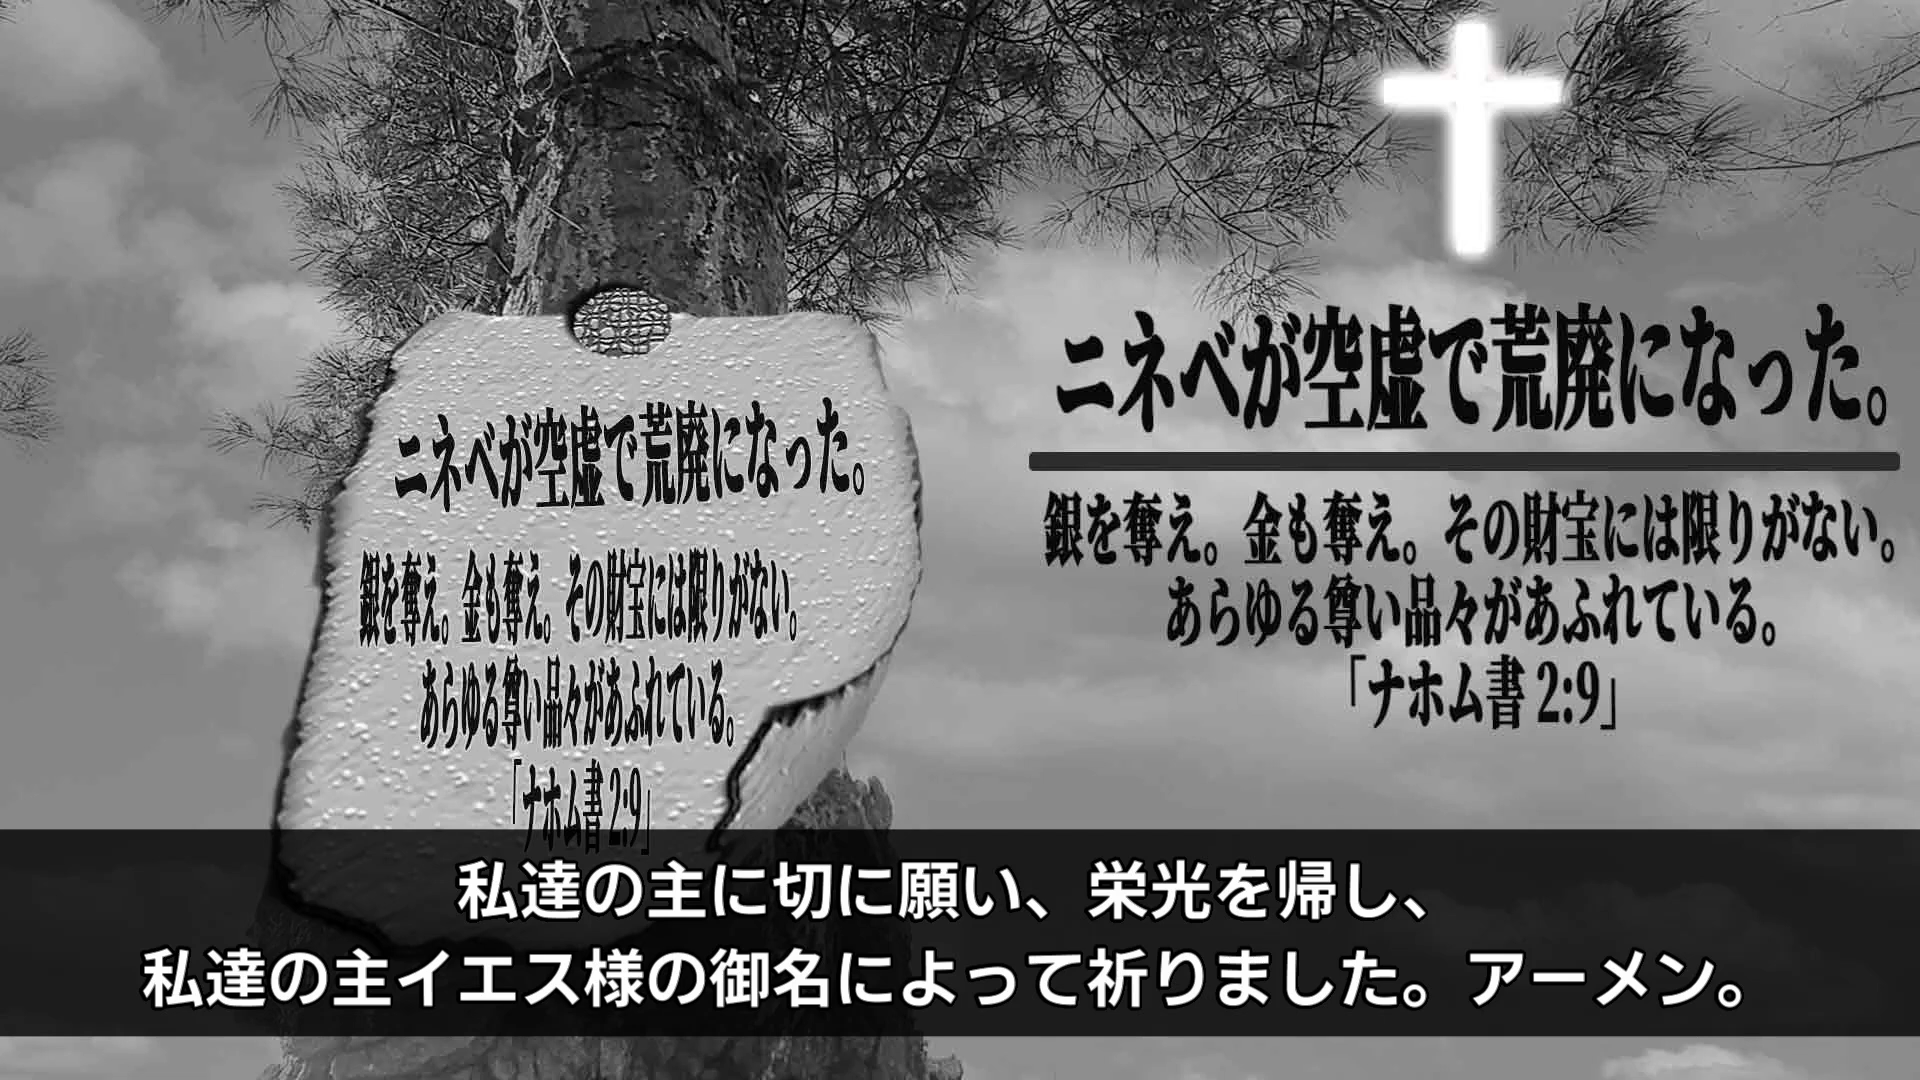 ニネベが空虚で荒廃になった。
銀を奪え。金も奪え。その財宝には限りがない。
あらゆる尊い品々があふれている。
「ナホム書 2:9」
ニネベが空虚で荒廃になった。
銀を奪え。金も奪え。その財宝には限りがない。
あらゆる尊い品々があふれている。
「ナホム書 2:9」
私達の主に切に願い、栄光を帰し、
私達の主イエス様の御名によって祈りました。アーメン。